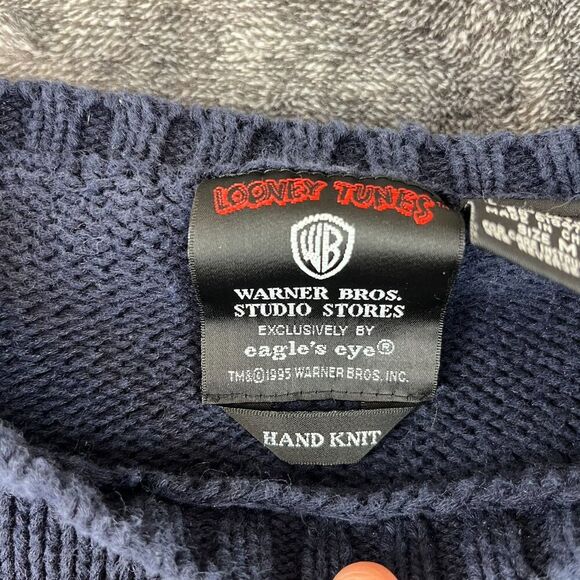 LOONEY TUNES
WB
WARNER BROS.
STUDIO STORES
EXCLUSIVELY BY
eagle's eye®
TM&©1995 WARNER BROS. INC.
HAND KNIT